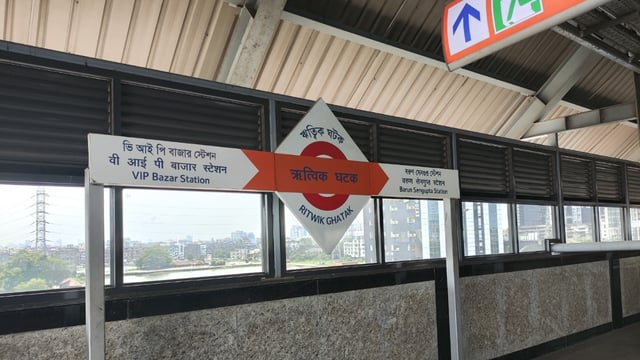 ভি আই পি বাজার স্টেশন
वी आई पी बाजार स्टेशन
VIP Bazar Station
ঋত্বিক ঘটক
ऋत्विक घटक
RITWIK GHATAK
বরুণ সেনগুপ্ত স্টেশন
बरुण सेनगुप्त स्टेशन
Barun Sengupta Station